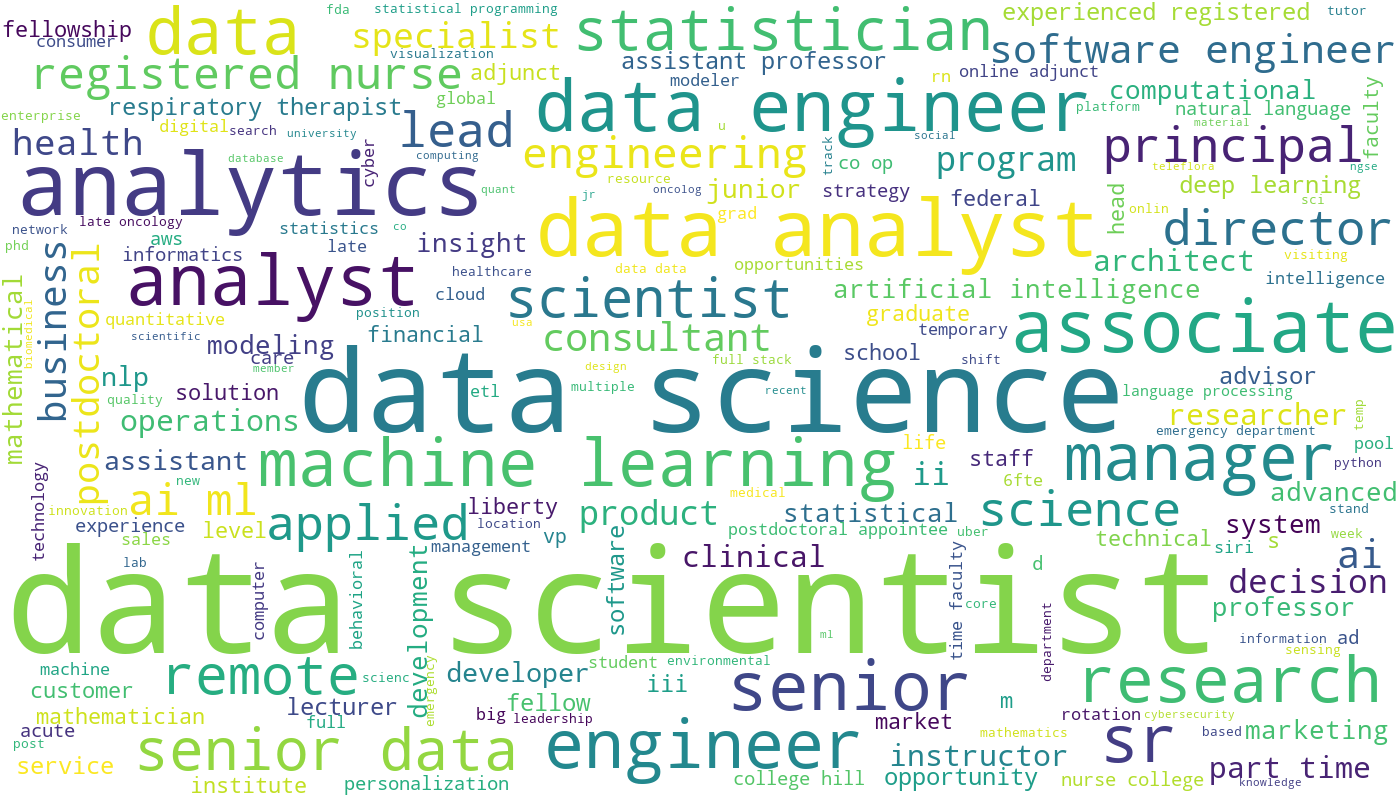 fda
statistical programming
experienced registered
tutor
fellowship
consumer
data
specialist
visualization
statistician
assistant professor
software engineer
registered nurse
adjunct
modeler
rn
online adjunct
computational
faculty
enterprise
respiratory therapist
global
data engineer
platform
natural language
health
digital
search
university
lead
u
social
material
database
cyber
computing
engineering
track
co op
program
principal
teleflora
ngse
analytics
quant
resource
jr
oncolog
junior
strategy
federal
head
deep learning
sci
late oncology
grad
onlin
network
statistics
co
data analyst
director
phd
aws
late
insight
visiting
business
postdoctoral
informatics
healthcare
data data
opportunities
architect
intelligence
mathematical
analyst
cloud
scientist
artificial intelligence
biomedical
quantitative
position
usa
graduate
associate
scientific
modeling
financial
consultant
temporary
care
member
full stack
school
shift
nlp
solution
data science
etl
design
multiple
recent
advisor
language processing
quality
operations
researcher
temp
emergency department
assistant
machine learning
life
staff
manager
pool
python
technology
new
ii
6fte
advanced
innovation
ai ml
medical
liberty
product
statistical
science
stand
experience
sales
level
applied
location
vp
postdoctoral appointee
uber
technical
system
week
lab
management
software
clinical
siri
s
ai
computer
behavioral
development
time faculty
d
decision
data scientist
core
professor
ml
department
information
ad
sensing
machine
remote
scienc
emergency
developer
student
environmental
senior
research
customer
iii
lecturer
fellow
m
mathematician
full
big
leadership
market
rotation
cybersecurity
acute
post
senior data
engineer
mathematics
sr
based
marketing
service
instructor
part time
institute
personalization
college hill
opportunity
nurse college
knowledge